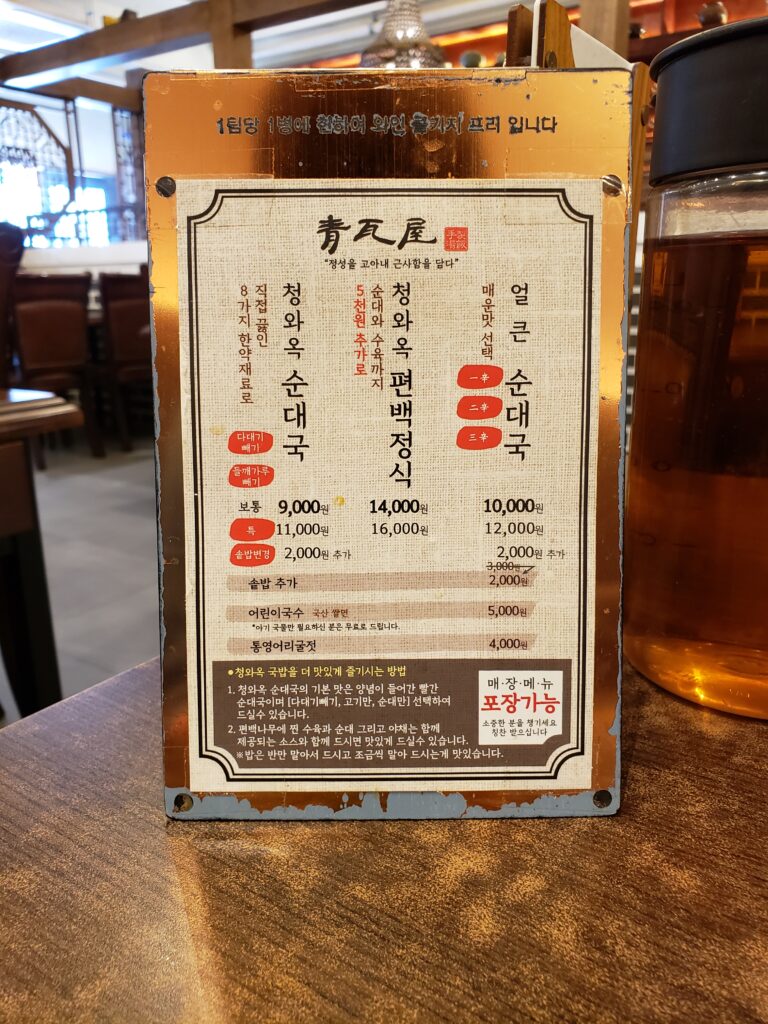 1팀당 1병에 한하여 와인 콜키지 프리 입니다
青瓦屋
"정성을 고아내 근사함을 담다"
얼큰 순대국
매운맛 선택
一辛
二辛
三辛
청와옥 편백정식
순대와 수육까지
5천원 추가로
청와옥 순대국
직접 끓인
8가지 한약재료로
다대기
빼기
들깨가루
빼기
보통 9,000원 14,000원 10,000원
특 11,000원 16,000원 12,000원
솥밥변경 2,000원 추가 2,000원 추가
3,000원
솥밥 추가 2,000원
어린이국수 국산 쌀면 5,000원
*아기 국물만 필요하신 분은 무료로 드립니다.
통영어리굴젓 4,000원
●청와옥 국밥을 더 맛있게 즐기시는 방법
1. 청와옥 순대국의 기본 맛은 양념이 들어간 빨간
순대국이며 [다대기빼기, 고기만, 순대만] 선택하여
드실수 있습니다.
2. 편백나무에 찐 수육과 순대 그리고 야채는 함께
제공되는 소스와 함께 드시면 맛있게 드실수 있습니다.
※밥은 반만 말아서 드시고 조금씩 말아 드시는게 맛있습니다.
매·장·메·뉴
포장가능
소중한 분을 챙기세요
칭찬 받으십니다